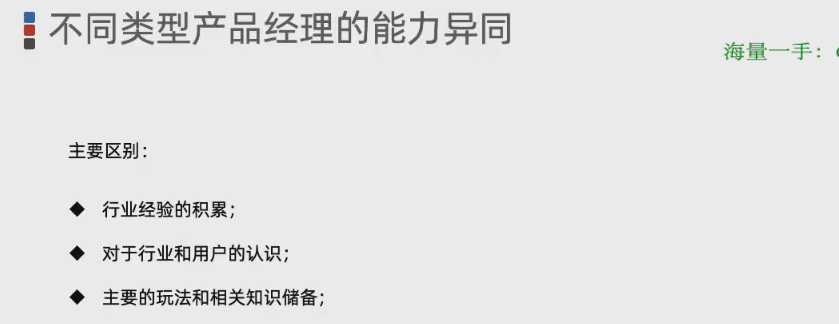 不同类型产品经理的能力异同
海量一手：
主要区别：
◆ 行业经验的积累；
◆ 对于行业和用户的认识；
◆ 主要的玩法和相关知识储备；